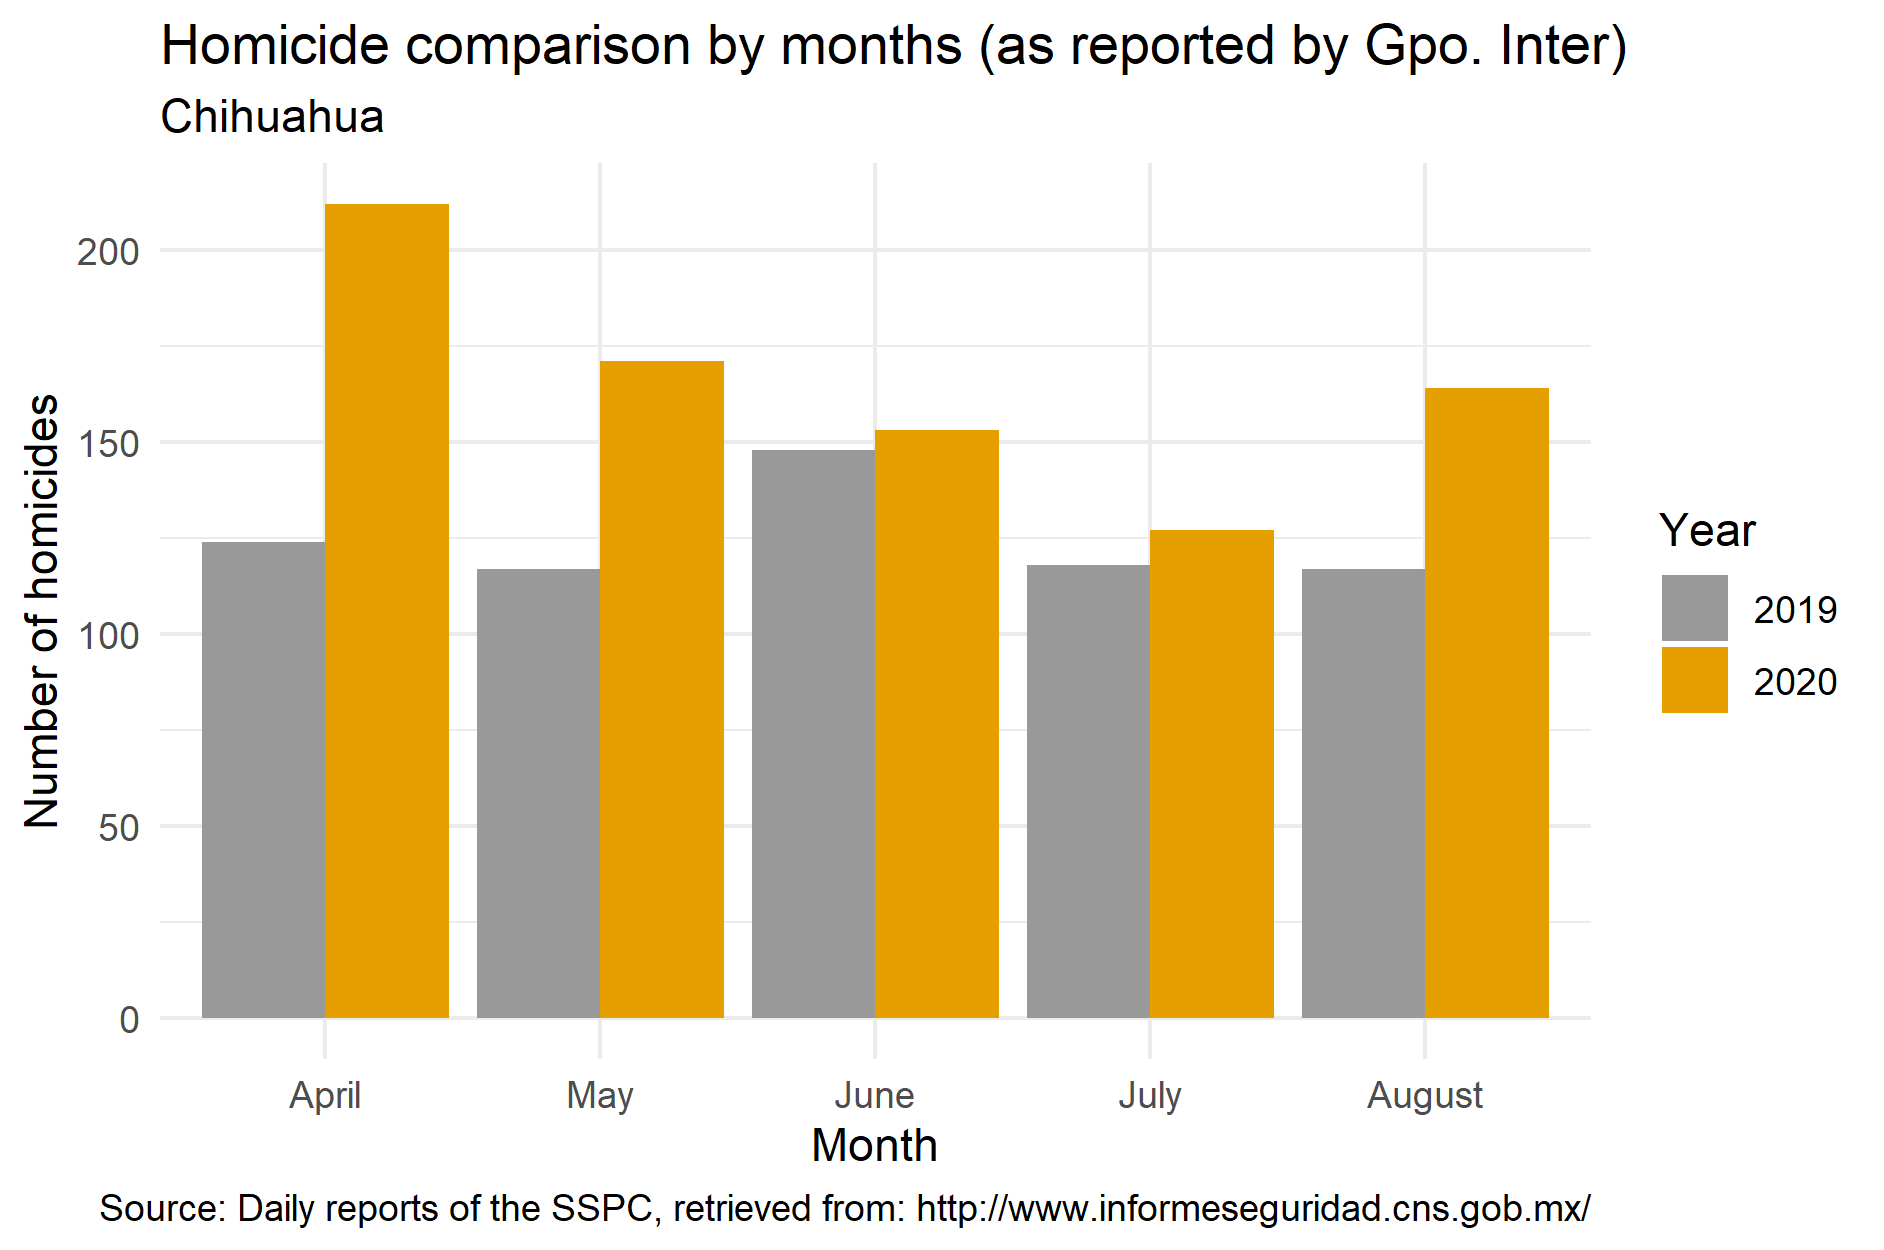 Homicide comparison by months (as reported by Gpo. Inter)
Chihuahua
Number of homicides
200
150
100
50
0
April May June July August
Month
Year
2019
2020
Source: Daily reports of the SSPC, retrieved from: http://www.informeseguridad.cns.gob.mx/